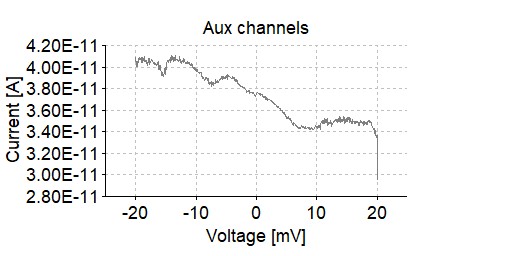 Aux channels
4.20E-11
4.00E-11
3.80E-11
3.60E-11
3.40E-11
3.20E-11
3.00E-11
2.80E-11
Current [A]
-20 -10 0 10 20
Voltage [mV]